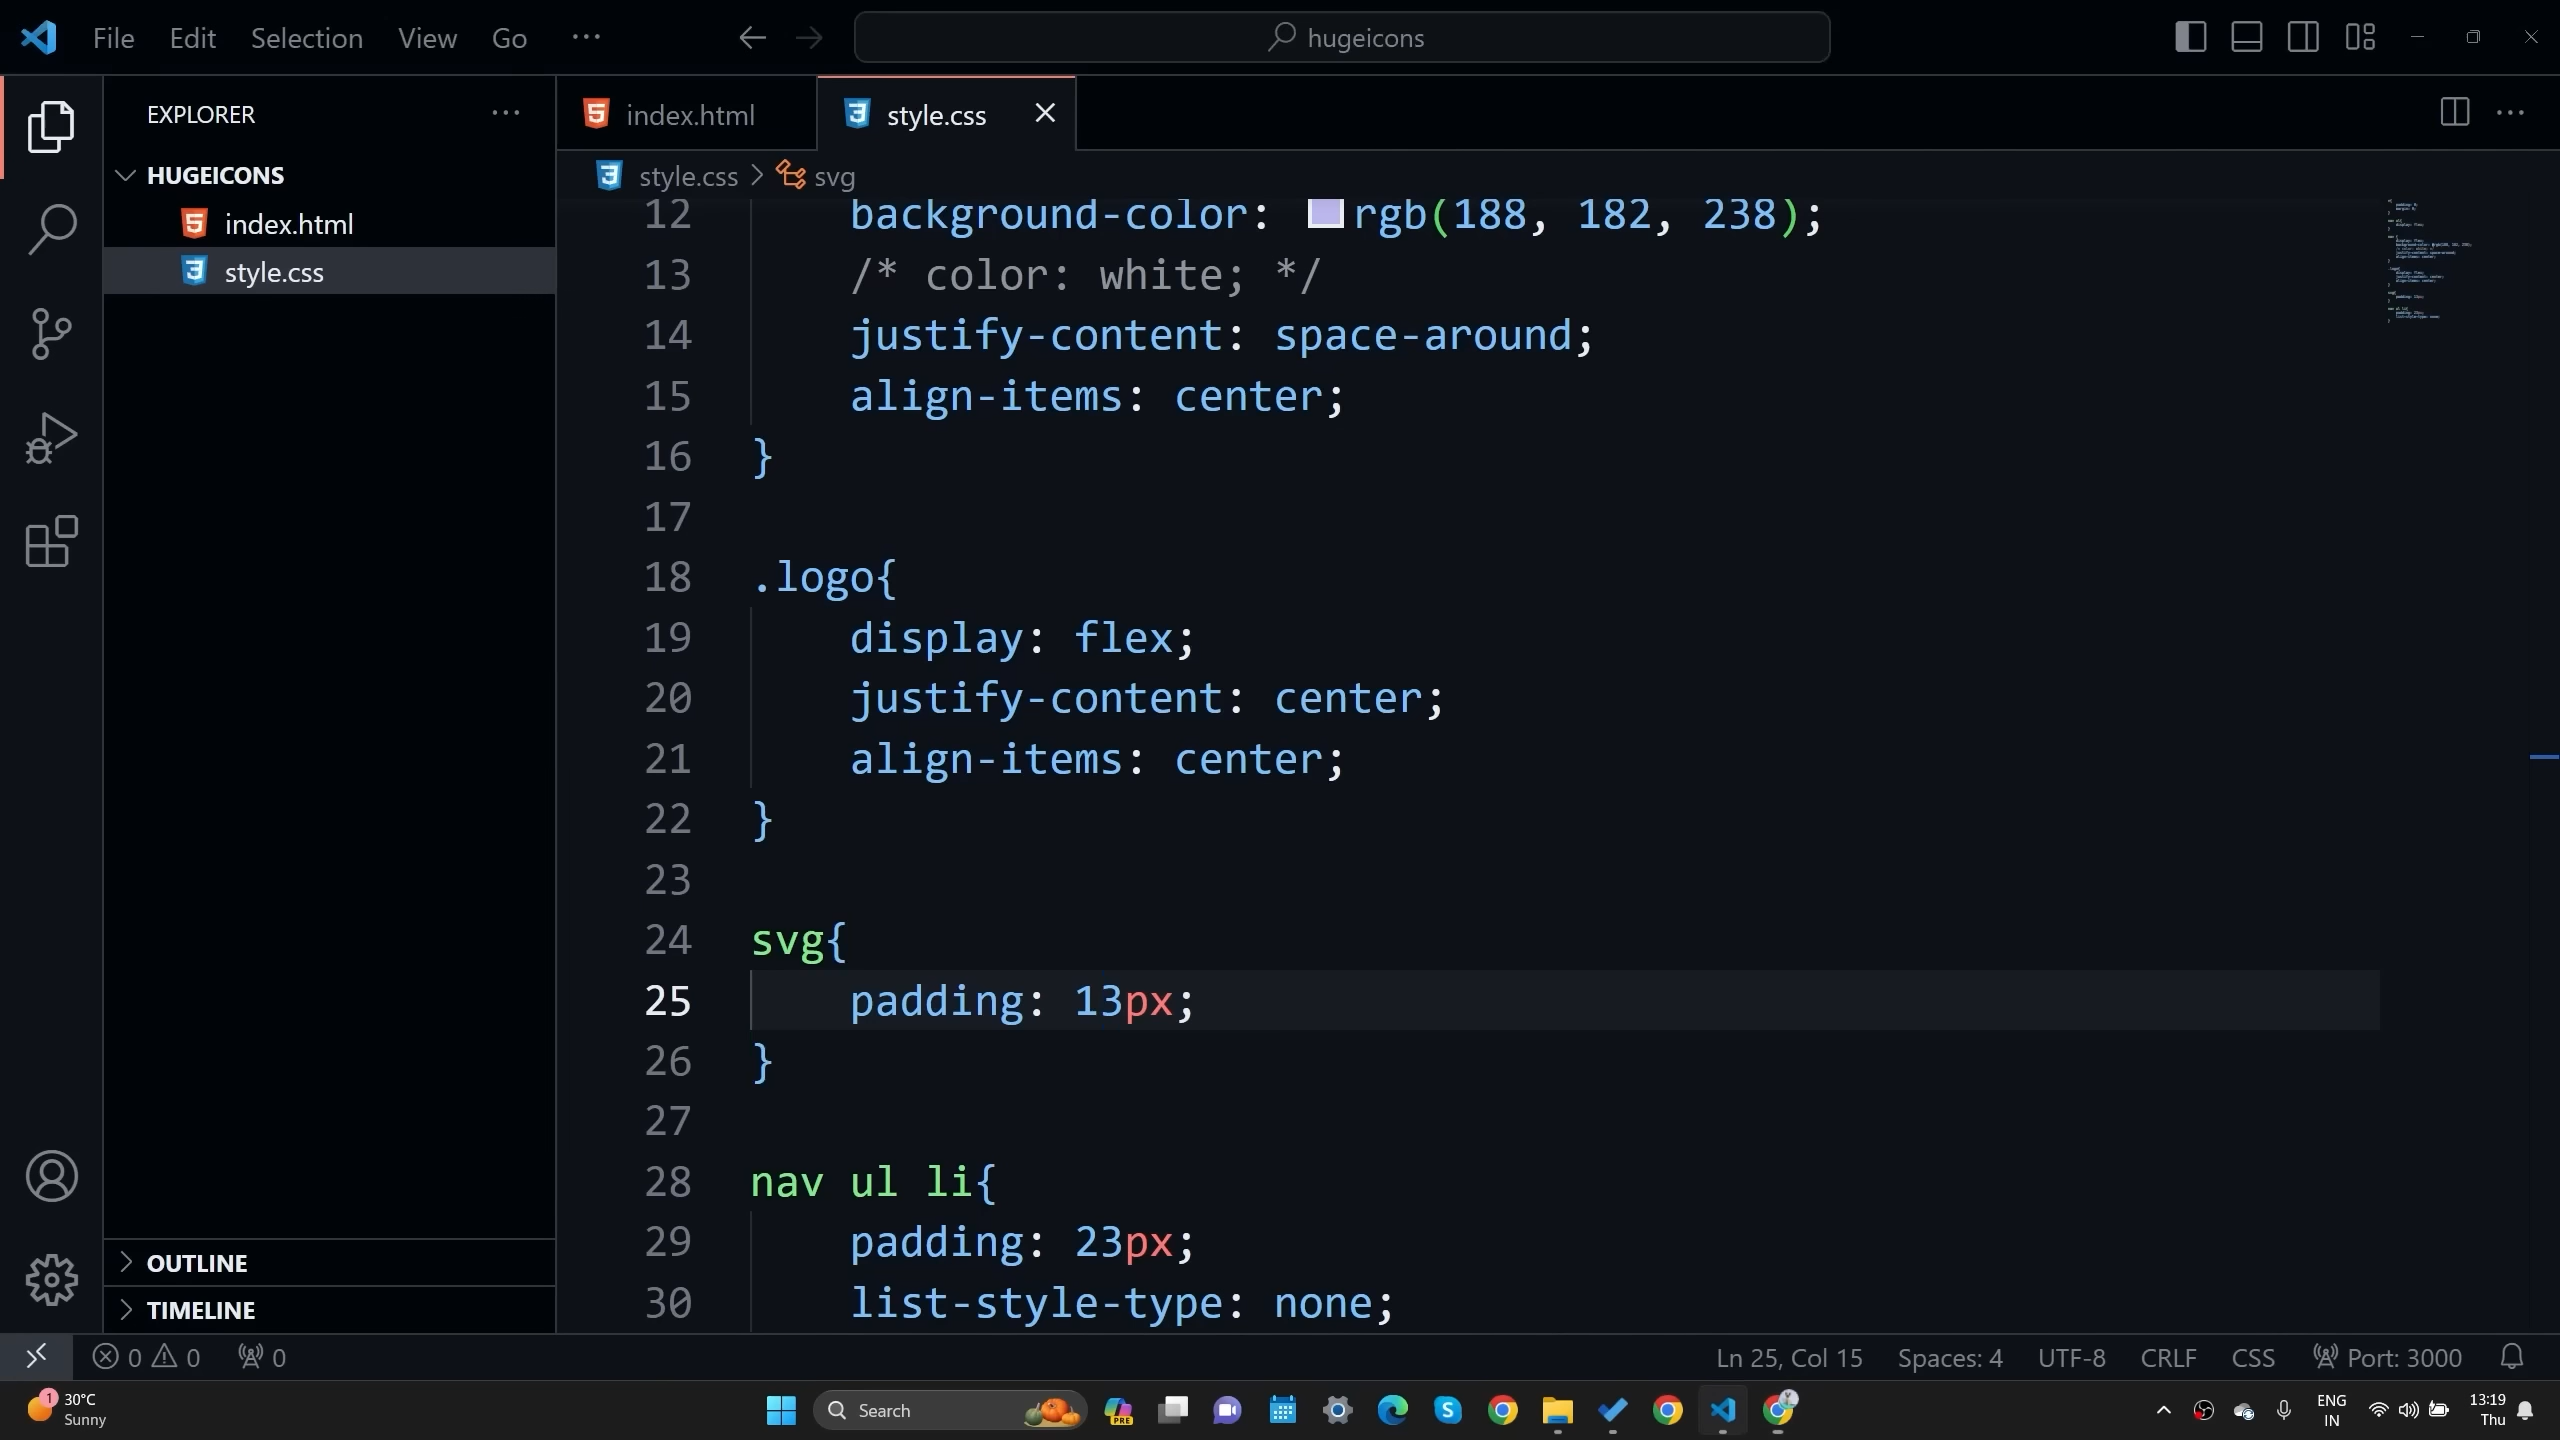 File Edit Selection View Go ··· hugeicons
EXPLORER ···
HUGEICONS
index.html
style.css
OUTLINE
TIMELINE
index.html
style.css
style.css > svg
12 background-color: rgb(188, 182, 238);
13 /* color: white; */
14 justify-content: space-around;
15 align-items: center;
16 }
17
18 .logo{
19 display: flex;
20 justify-content: center;
21 align-items: center;
22 }
23
24 svg{
25 padding: 13px;
26 }
27
28 nav ul li{
29 padding: 23px;
30 list-style-type: none;
0 0 0 Ln 25, Col 15 Spaces: 4 UTF-8 CRLF CSS Port: 3000
1 30°C
Sunny
Search
PRE
ENG
IN
13:19
Thu